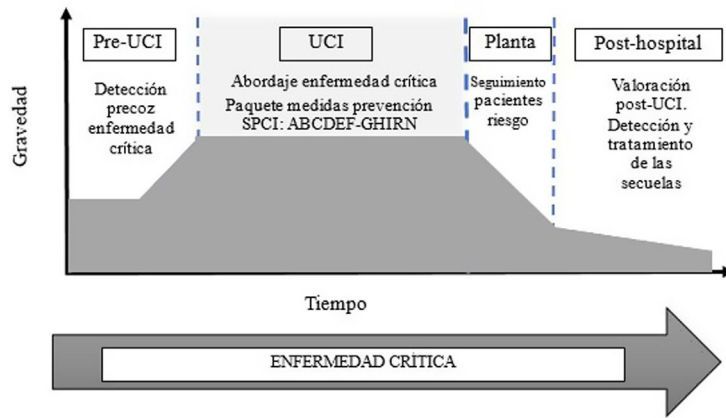 Pre-UCI
UCI
Planta
Post-hospital
Detección
precoz
enfermedad
crítica
Abordaje enfermedad crítica
Paquete medidas prevención
SPCI: ABCDEF-GHIRN
Seguimiento
pacientes
riesgo
Valoración
post-UCI.
Detección y
tratamiento
de las
secuelas
Gravedad
Tiempo
ENFERMEDAD CRÍTICA